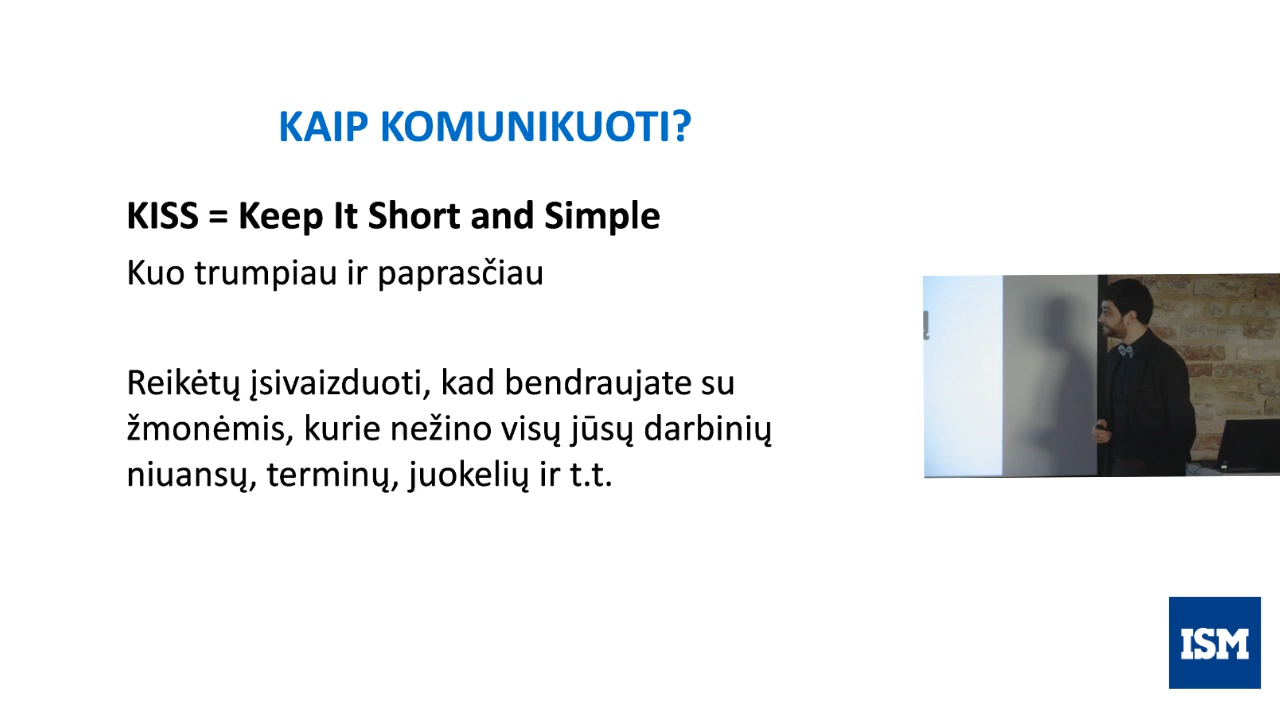 KAIP KOMUNIKUOTI?
KISS = Keep It Short and Simple
Kuo trumpiau ir paprasčiau
Reikėtų įsivaizduoti, kad bendraujate su
žmonėmis, kurie nežino visų jūsų darbinių
niuansų, terminų, juokelių ir t.t.
ų
ISM